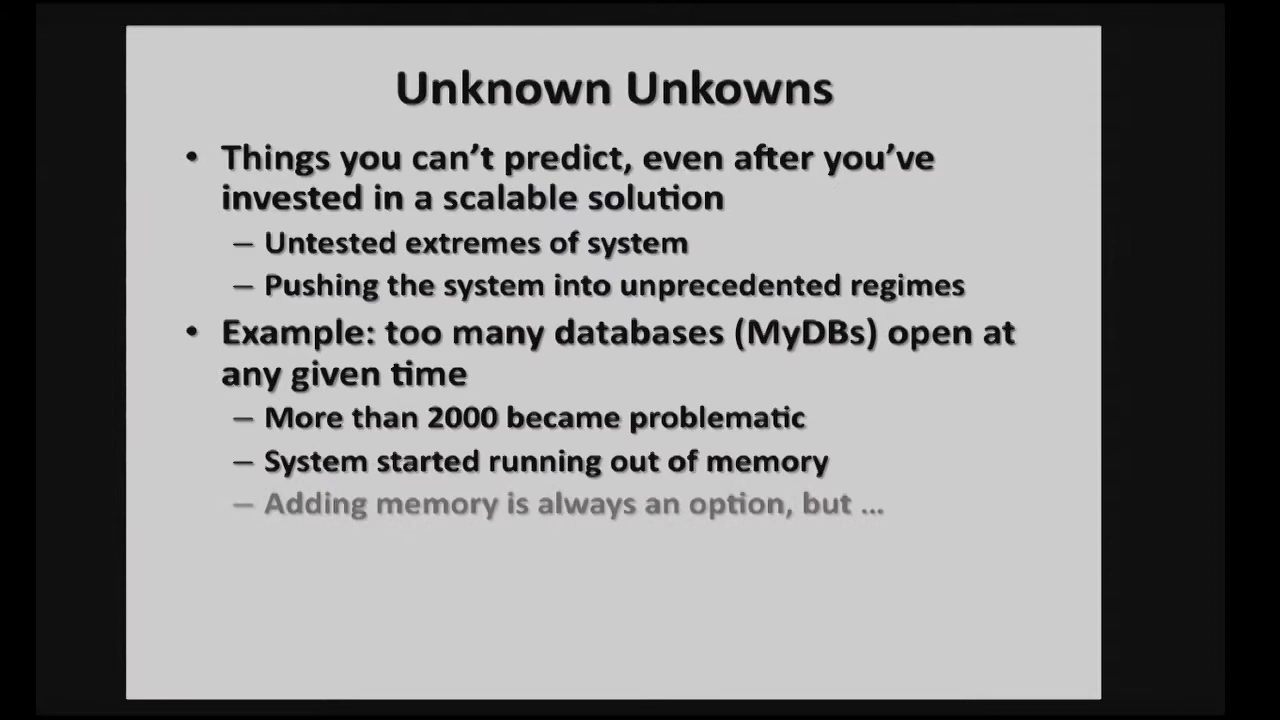 Unknown Unkowns
• Things you can't predict, even after you've
invested in a scalable solution
– Untested extremes of system
– Pushing the system into unprecedented regimes
• Example: too many databases (MyDBs) open at
any given time
– More than 2000 became problematic
– System started running out of memory
– Adding memory is always an option, but ...